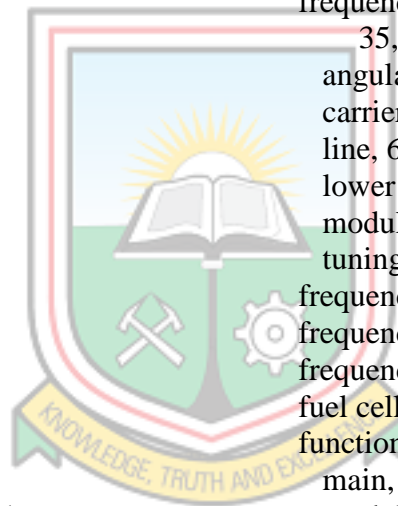 frequenc
35,
angula
carrier
line, 6
lower
modul
tuning
frequenc
frequenc
frequenc
fuel cell
function
main,
KNOWLEDGE, TRUTH AND EXCELLENCE